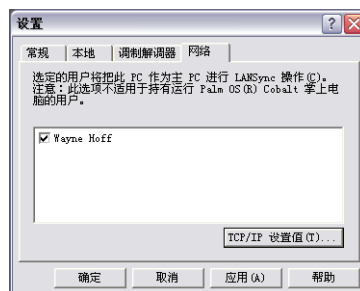 设置
常规 本地 调制解调器 网络
选定的用户将把此 PC 作为主 PC 进行 LANSync 操作(C)。
注意：此选项不适用于持有运行 Palm OS(R) Cobalt 掌上电
脑的用户。
Wayne Hoff
TCP/IP 设置值(T)...
确定 取消 应用(A) 帮助